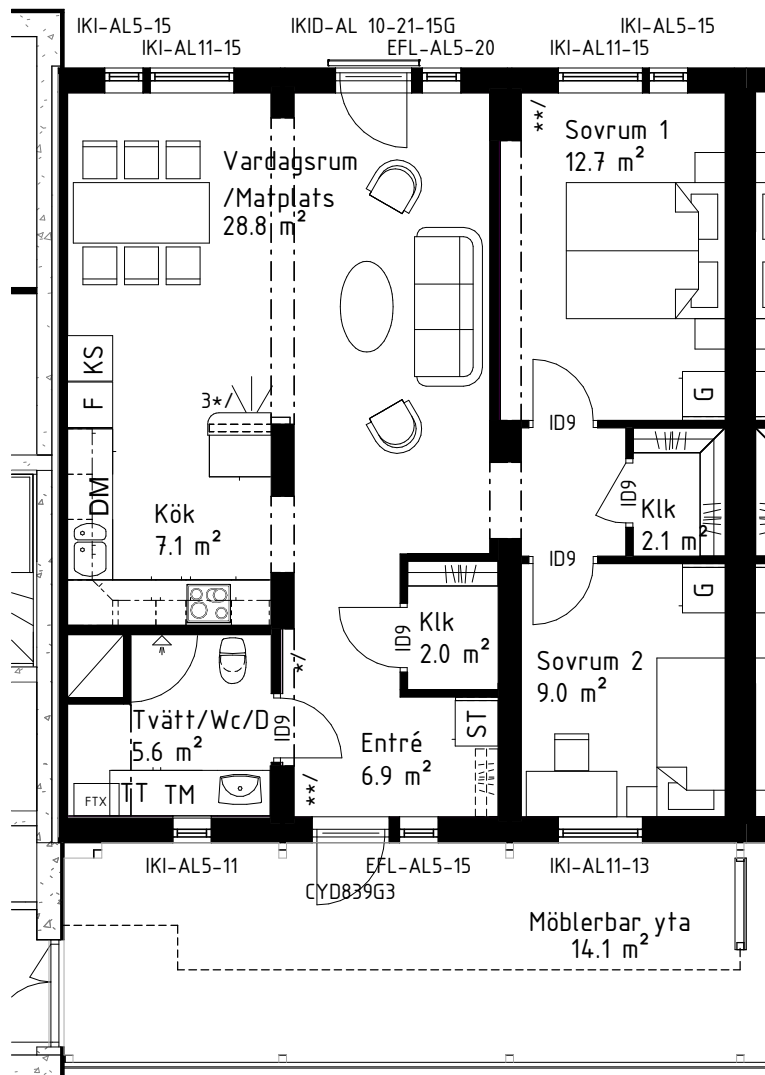 IKI-AL5-15
IKID-AL 10-21-15G
IKI-AL5-15
IKI-AL11-15
EFL-AL5-20
IKI-AL11-15
**/
Sovrum 1
12.7 m²
Vardagsrum
/Matplats
28.8 m²
KS
F
3*/
G
ID9
DM
Kök
7.1 m²
ID9
Klk
2.1 m²
ID9
G
Klk
2.0 m²
ID9
*/
Sovrum 2
9.0 m²
Tvätt/Wc/D
5.6 m²
ID9
ST
Entré
6.9 m²
**/
FTX
TT
TM
IKI-AL5-11
EFL-AL5-15
IKI-AL11-13
CYD839G3
Möblerbar yta
14.1 m²